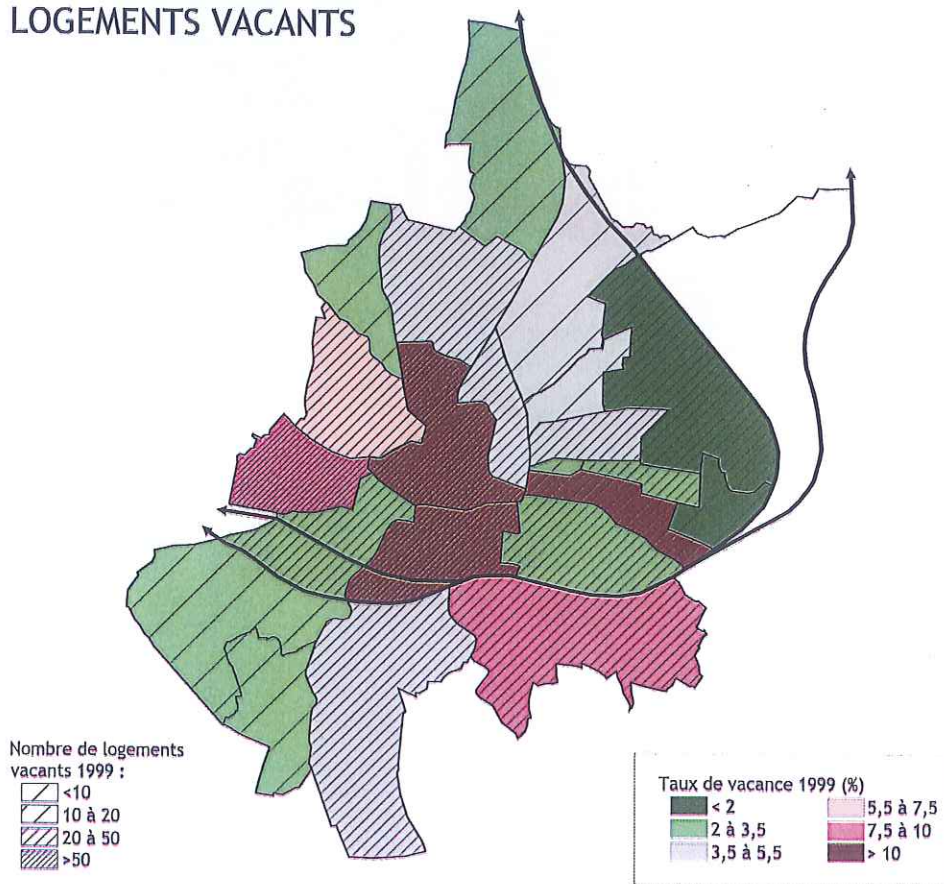 LOGEMENTS VACANTS
Nombre de logements
vacants 1999 :
<10
10 à 20
20 à 50
>50
Taux de vacance 1999 (%)
< 2
2 à 3,5
3,5 à 5,5
5,5 à 7,5
7,5 à 10
> 10